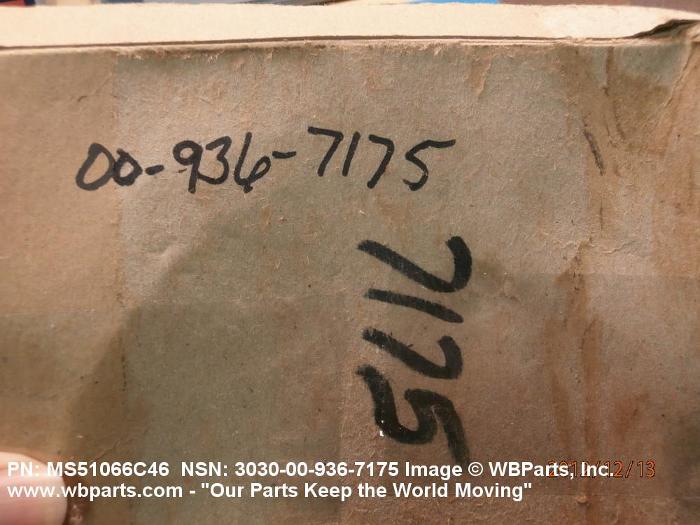 00-936-7175
7175
PN: MS51066C46 NSN: 3030-00-936-7175 Image © WBParts, Inc.
www.wbparts.com - "Our Parts Keep the World Moving"